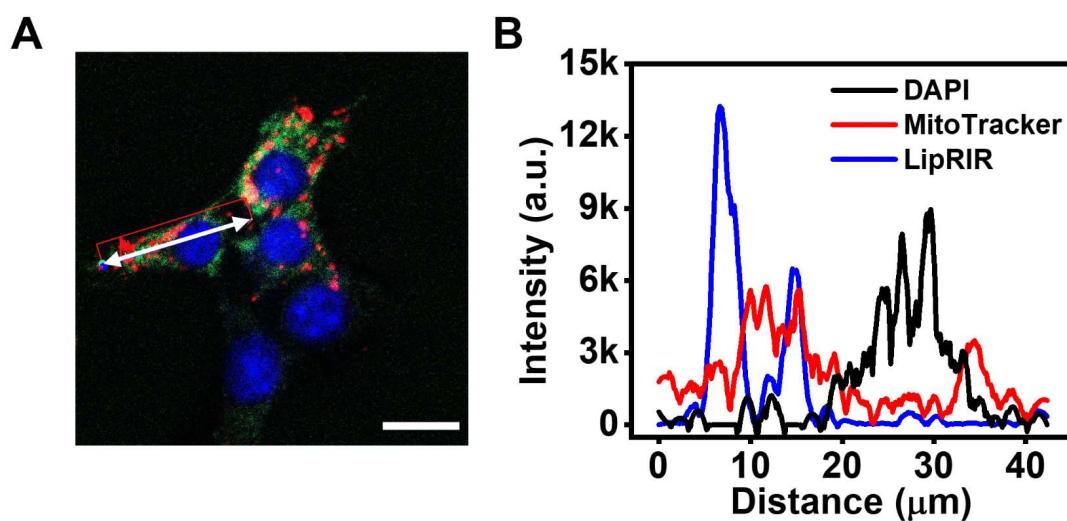 A
B
15k
12k
9k
6k
3k
0
Intensity (a.u.)
DAPI
MitoTracker
LipRIR
0 10 20 30 40
Distance (μm)